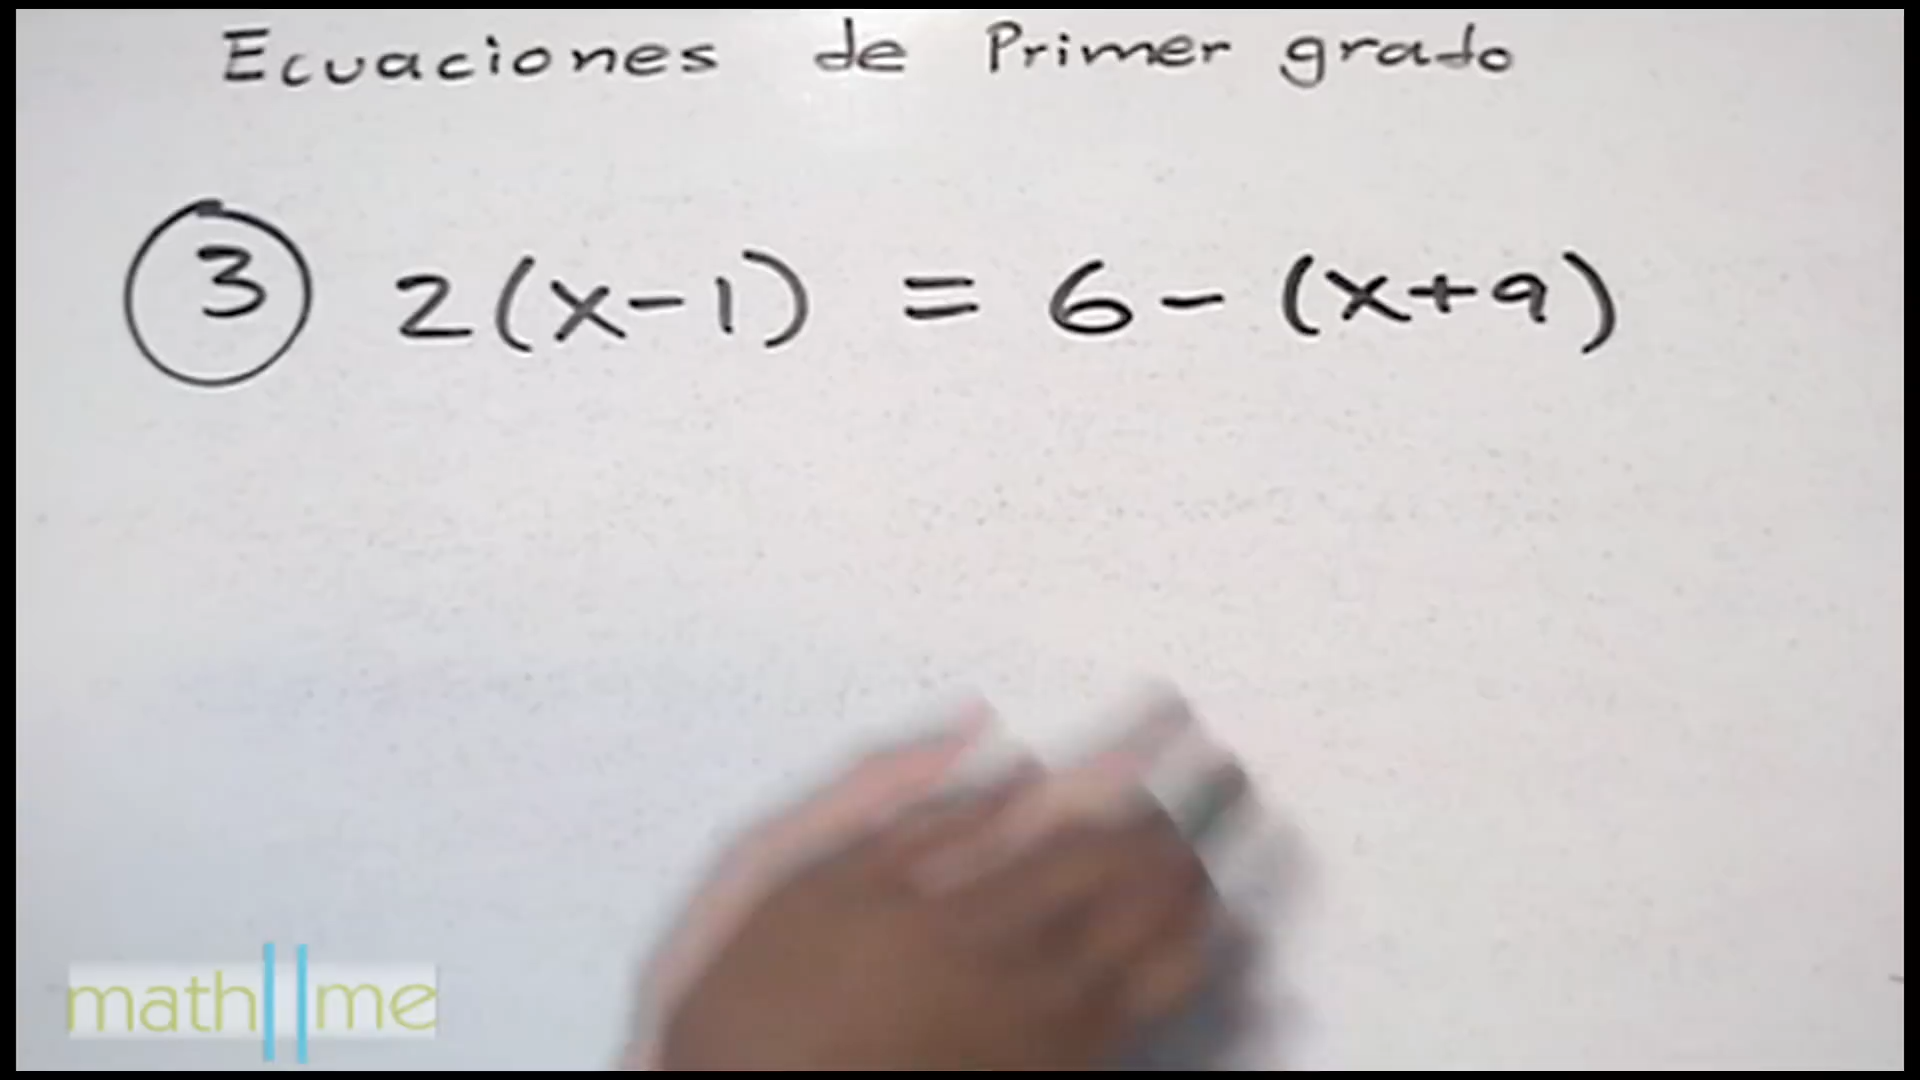 Ecuaciones de Primer grado
3 2(x-1) = 6-(x+9)
math||me